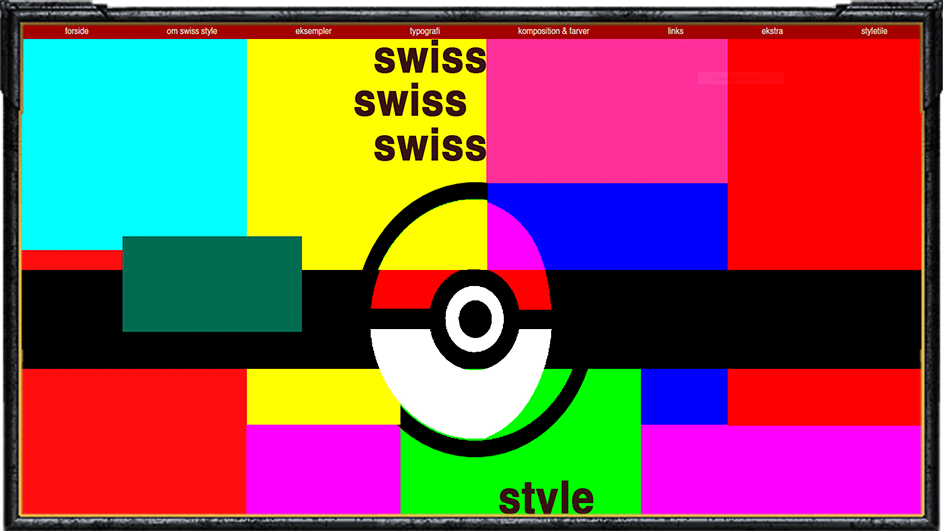 forside om swiss style eksempler typografi komposition & farver links ekstra styletile
swiss
swiss
swiss
style